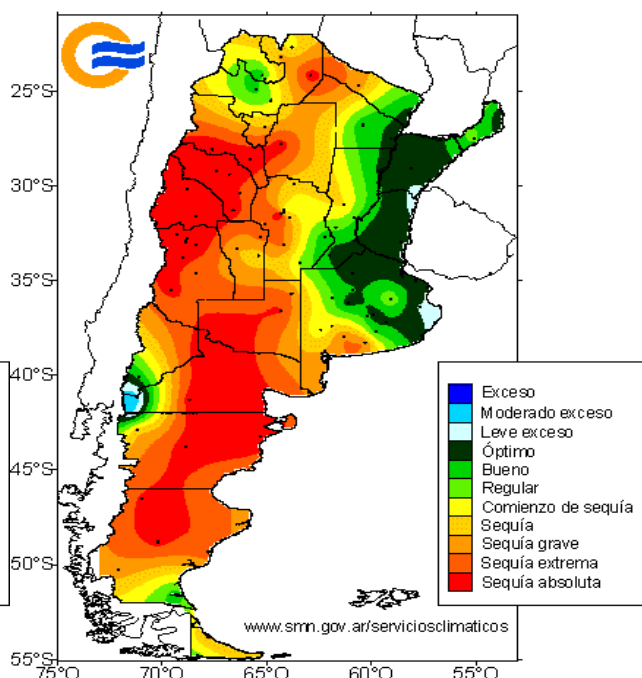 25°S
30°S
35°S
40°S
45°S
50°S
55°S
75°O
70°O
65°O
60°O
55°O
Exceso
Moderado exceso
Leve exceso
Óptimo
Bueno
Regular
Comienzo de sequía
Sequía
Sequía grave
Sequía extrema
Sequía absoluta
www.smn.gov.ar/serviciosclimaticos